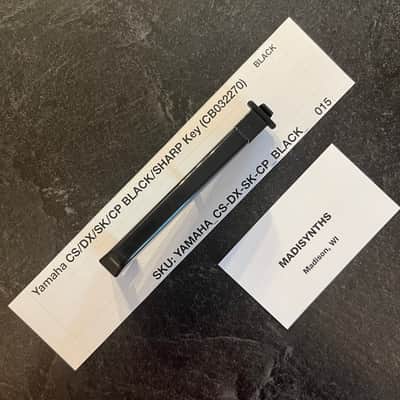 Yamaha CS/DX/SK/CP BLACK/SHARP Key (CB032270)
BLACK
SKU: YAMAHA_CS-DX-SK-CP_BLACK
015
MADISYNTHS
Madison, WI